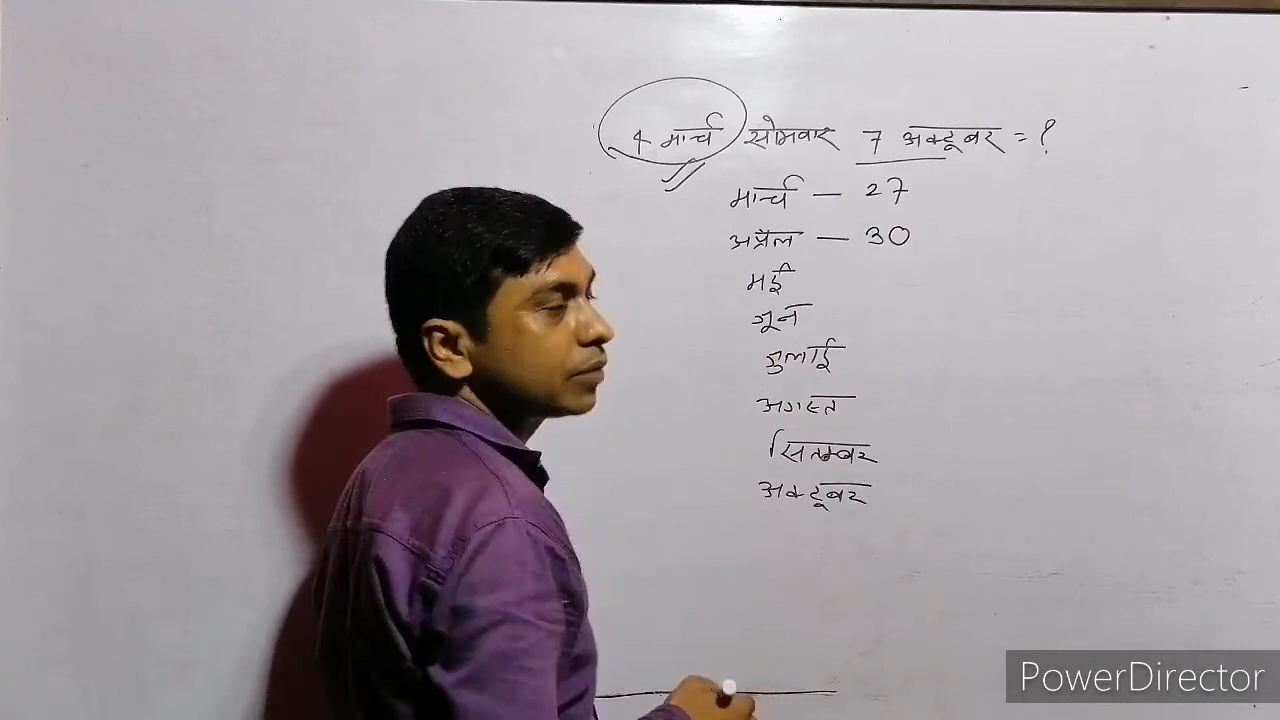 4 मार्च सोमवार 7 अक्टूबर = ?
मार्च — 27
अप्रैल — 30
मई
जून
जुलाई
अगस्त
सितम्बर
अक्टूबर
PowerDirector